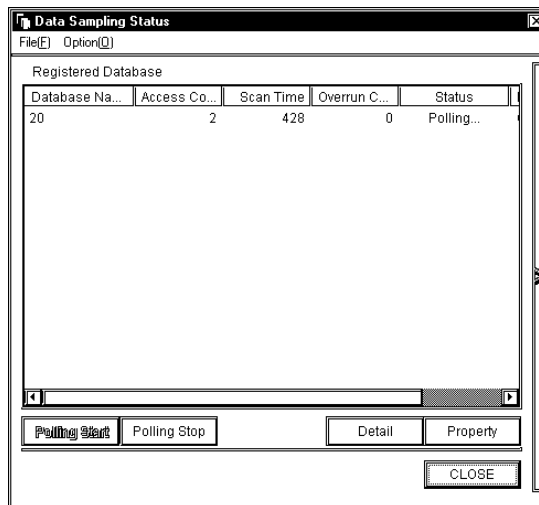 Data Sampling Status
File(F) Option(O)
Registered Database
Database Na... Access Co... Scan Time Overrun C... Status
20 2 428 0 Polling...
Polling Start Polling Stop Detail Property
CLOSE